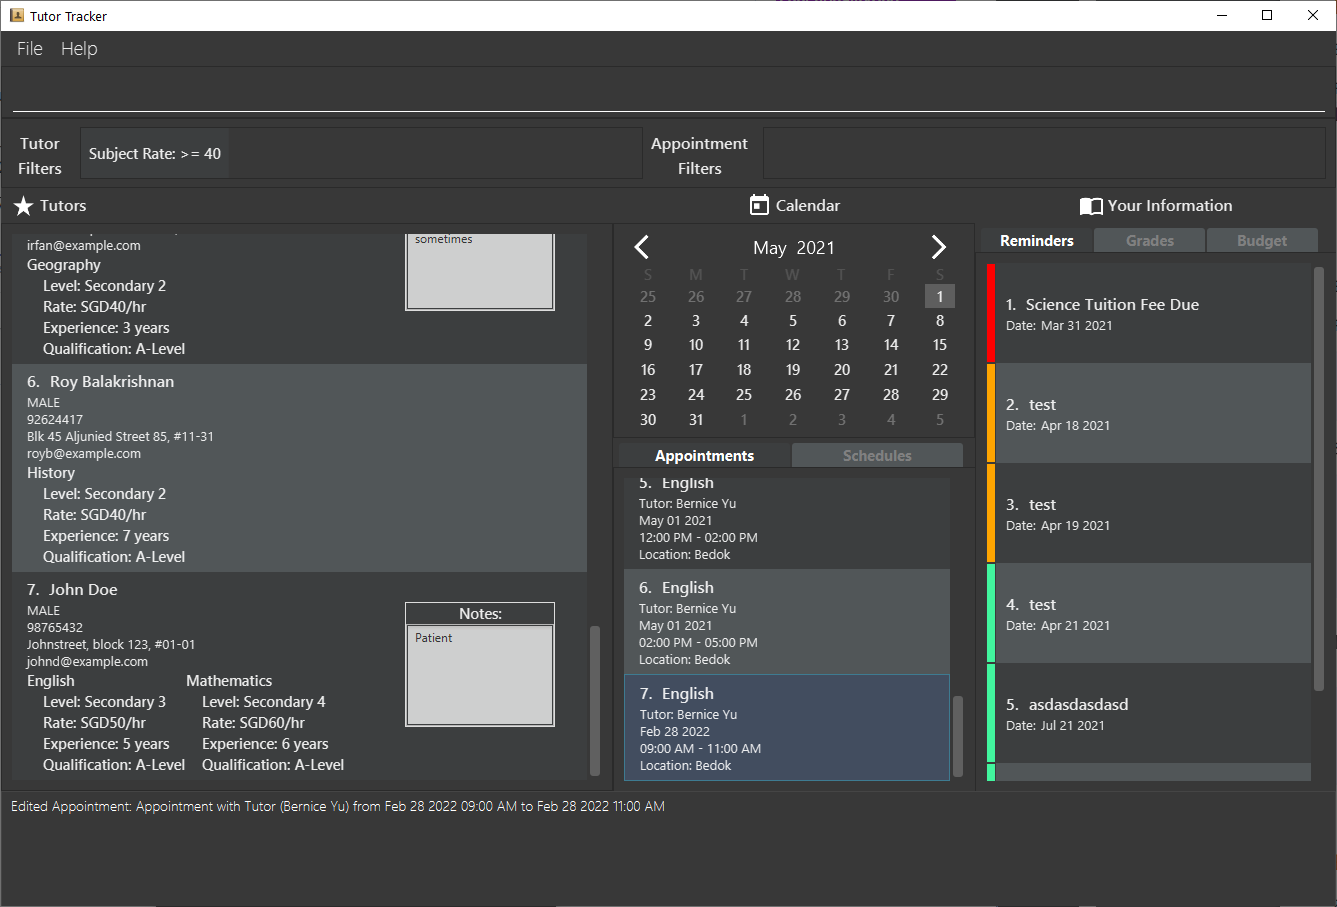 Tutor Tracker
File Help
Tutor
Filters
Subject Rate: >= 40
Appointment
Filters
Tutors
irfan@example.com
Geography
Level: Secondary 2
Rate: SGD40/hr
Experience: 3 years
Qualification: A-Level
sometimes
6. Roy Balakrishnan
MALE
92624417
Blk 45 Aljunied Street 85, #11-31
royb@example.com
History
Level: Secondary 2
Rate: SGD40/hr
Experience: 7 years
Qualification: A-Level
7. John Doe
MALE
98765432
Johnstreet, block 123, #01-01
johnd@example.com
English Mathematics
Level: Secondary 3 Level: Secondary 4
Rate: SGD50/hr Rate: SGD60/hr
Experience: 5 years Experience: 6 years
Qualification: A-Level Qualification: A-Level
Notes:
Patient
Calendar
May 2021
S M T W T F S
25 26 27 28 29 30 1
2 3 4 5 6 7 8
9 10 11 12 13 14 15
16 17 18 19 20 21 22
23 24 25 26 27 28 29
30 31 1 2 3 4 5
Appointments Schedules
5. English
Tutor: Bernice Yu
May 01 2021
12:00 PM - 02:00 PM
Location: Bedok
6. English
Tutor: Bernice Yu
May 01 2021
02:00 PM - 05:00 PM
Location: Bedok
7. English
Tutor: Bernice Yu
Feb 28 2022
09:00 AM - 11:00 AM
Location: Bedok
Your Information
Reminders Grades Budget
1. Science Tuition Fee Due
Date: Mar 31 2021
2. test
Date: Apr 18 2021
3. test
Date: Apr 19 2021
4. test
Date: Apr 21 2021
5. asdasdasdasd
Date: Jul 21 2021
Edited Appointment: Appointment with Tutor (Bernice Yu) from Feb 28 2022 09:00 AM to Feb 28 2022 11:00 AM